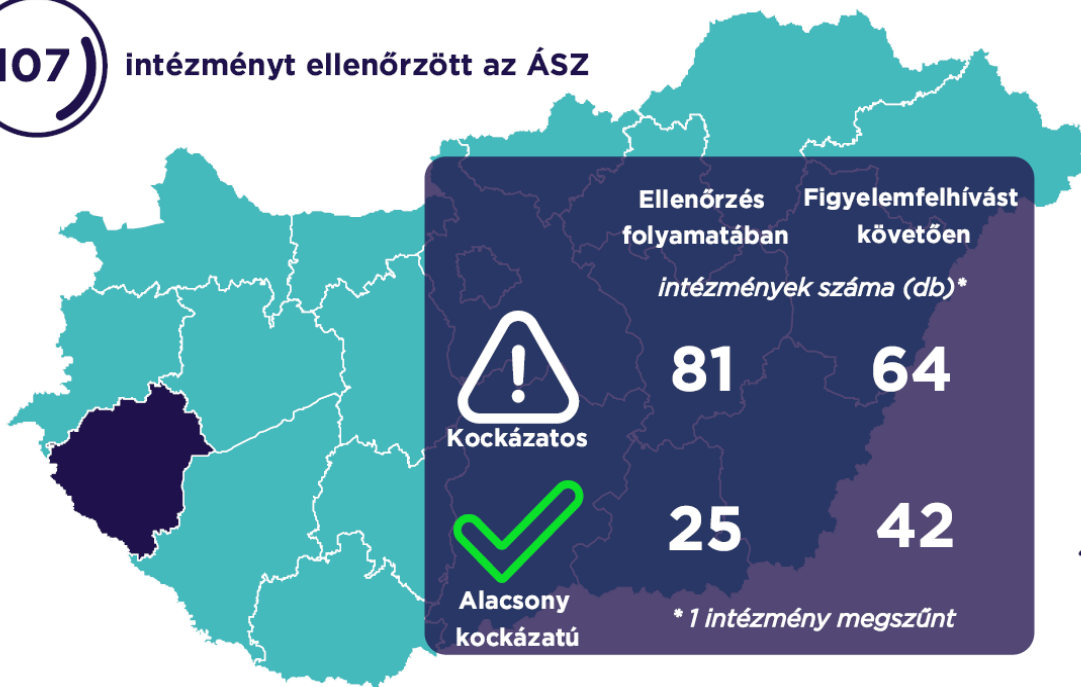 107
intézményt ellenőrzött az ÁSZ
Ellenőrzés folyamatában
Figyelemfelhívást követően
intézmények száma (db)*
81
64
Kockázatos
25
42
Alacsony
kockázatú
* 1 intézmény megszűnt